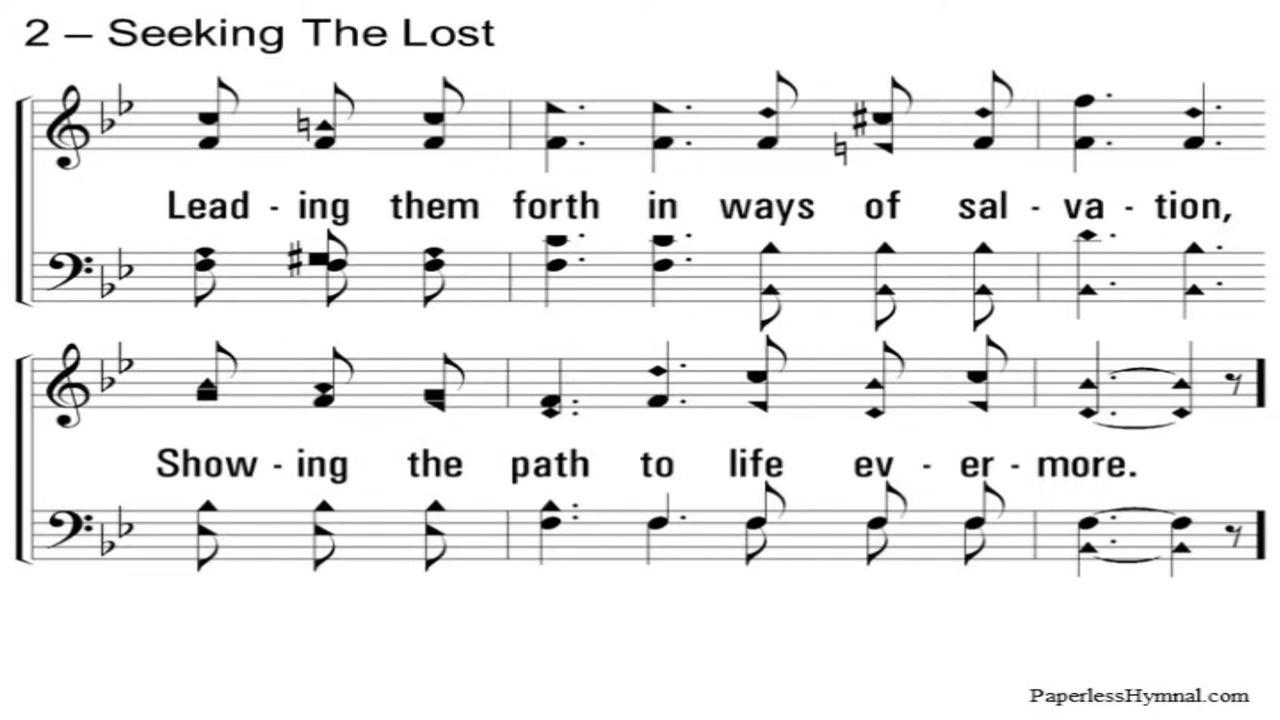 2 – Seeking The Lost
Lead - ing them forth in ways of sal - va - tion,
Show - ing the path to life ev - er - more.
PaperlessHymnal.com